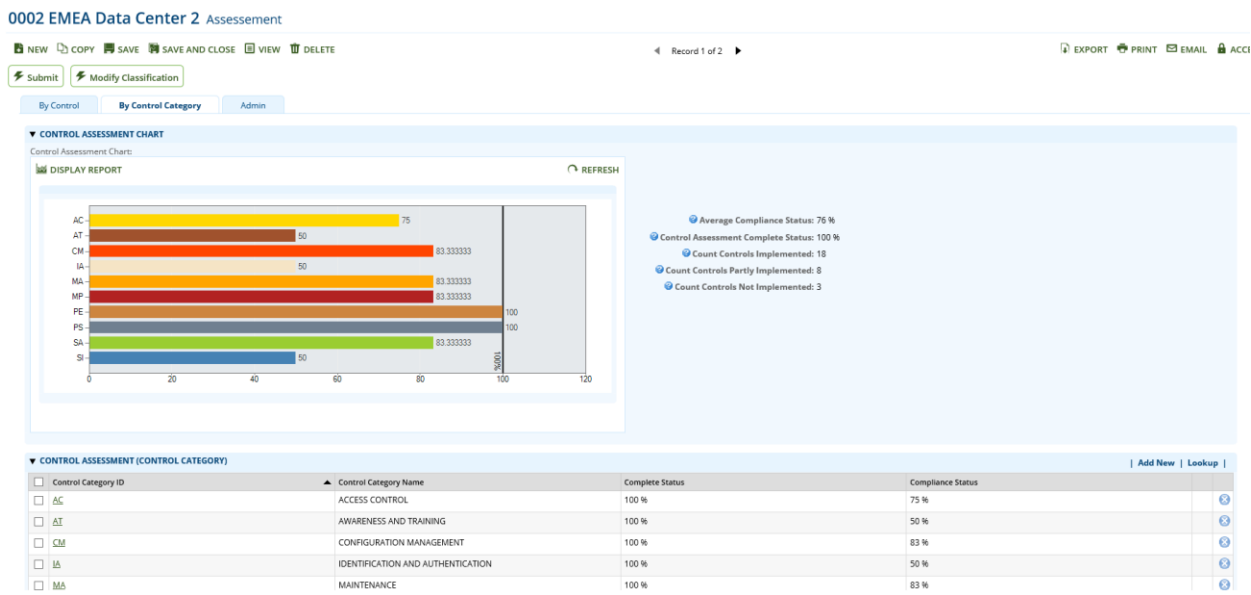 0002 EMEA Data Center 2 Assessement
NEW COPY SAVE SAVE AND CLOSE VIEW DELETE
Record 1 of 2
EXPORT PRINT EMAIL ACCE
Submit Modify Classification
By Control By Control Category Admin
CONTROL ASSESSMENT CHART
Control Assessment Chart:
DISPLAY REPORT REFRESH
AC 75
AT 50
CM 83.333333
IA 50
MA 83.333333
MP 83.333333
PE 100
PS 100
SA 83.333333
SI 50
100%
0 20 40 60 80 100 120
Average Compliance Status: 76 %
Control Assessment Complete Status: 100 %
Count Controls Implemented: 18
Count Controls Partly Implemented: 8
Count Controls Not Implemented: 3
CONTROL ASSESSMENT (CONTROL CATEGORY) | Add New | Lookup |
Control Category ID Control Category Name Complete Status Compliance Status
AC ACCESS CONTROL 100 % 75 %
AT AWARENESS AND TRAINING 100 % 50 %
CM CONFIGURATION MANAGEMENT 100 % 83 %
IA IDENTIFICATION AND AUTHENTICATION 100 % 50 %
MA MAINTENANCE 100 % 83 %